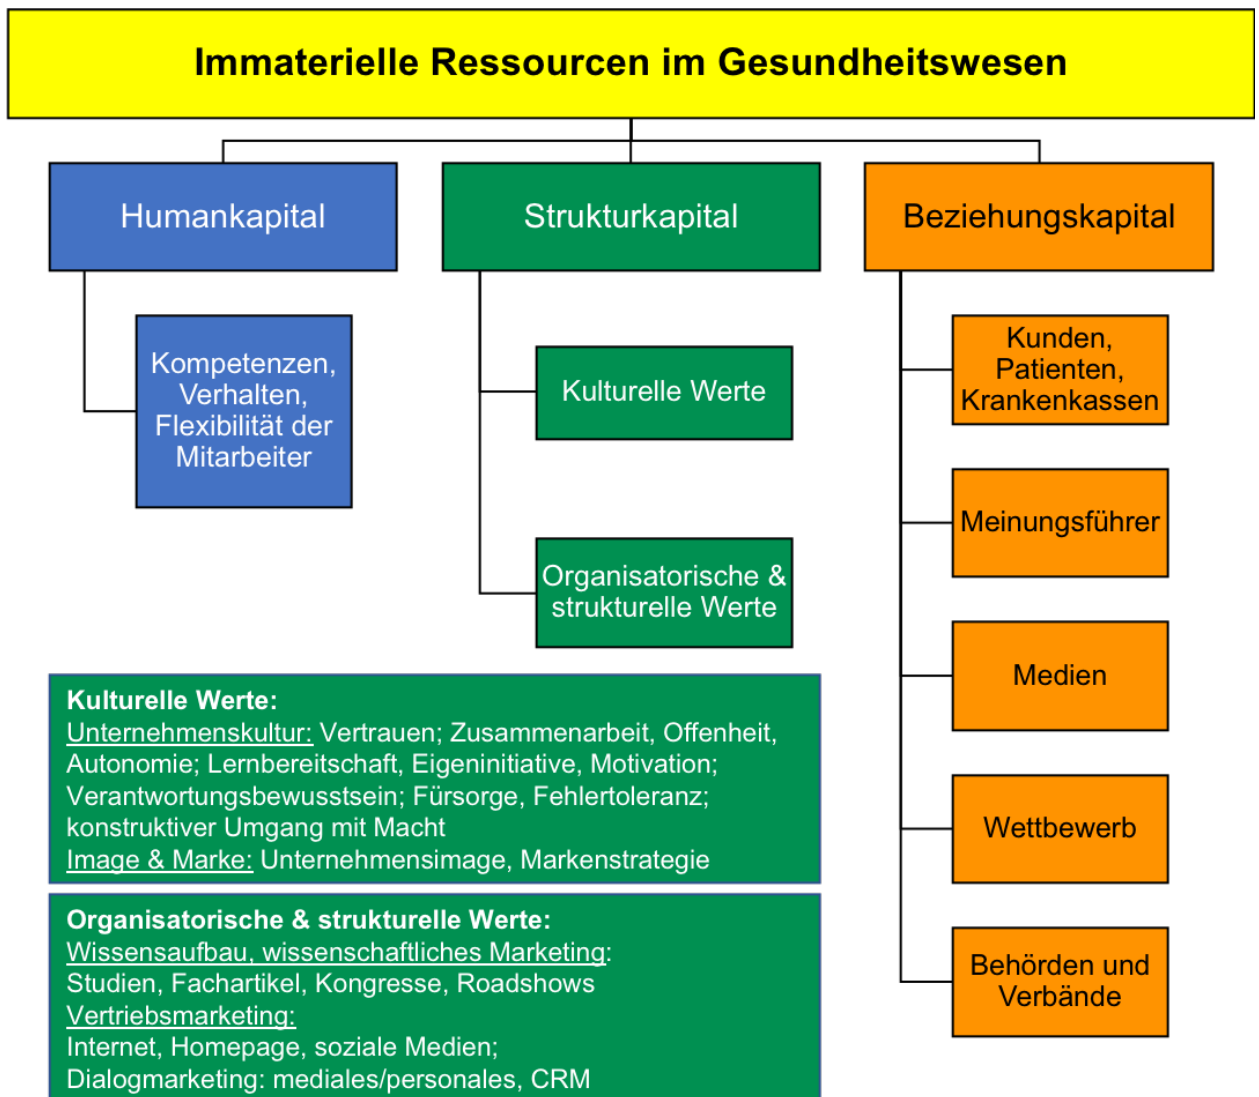 Immaterielle Ressourcen im Gesundheitswesen
Humankapital
Strukturkapital
Beziehungskapital
Kompetenzen,
Verhalten,
Flexibilität der
Mitarbeiter
Kulturelle Werte
Organisatorische &
strukturelle Werte
Kunden,
Patienten,
Krankenkassen
Meinungsführer
Medien
Wettbewerb
Behörden und
Verbände
Kulturelle Werte:
Unternehmenskultur: Vertrauen; Zusammenarbeit, Offenheit,
Autonomie; Lernbereitschaft, Eigeninitiative, Motivation;
Verantwortungsbewusstsein; Fürsorge, Fehlertoleranz;
konstruktiver Umgang mit Macht
Image & Marke: Unternehmensimage, Markenstrategie
Organisatorische & strukturelle Werte:
Wissensaufbau, wissenschaftliches Marketing:
Studien, Fachartikel, Kongresse, Roadshows
Vertriebsmarketing:
Internet, Homepage, soziale Medien;
Dialogmarketing: mediales/personales, CRM